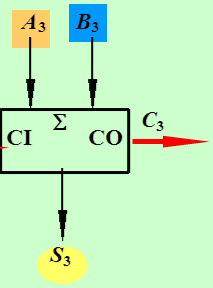 A₃ B₃
Σ
CI CO C₃
S₃